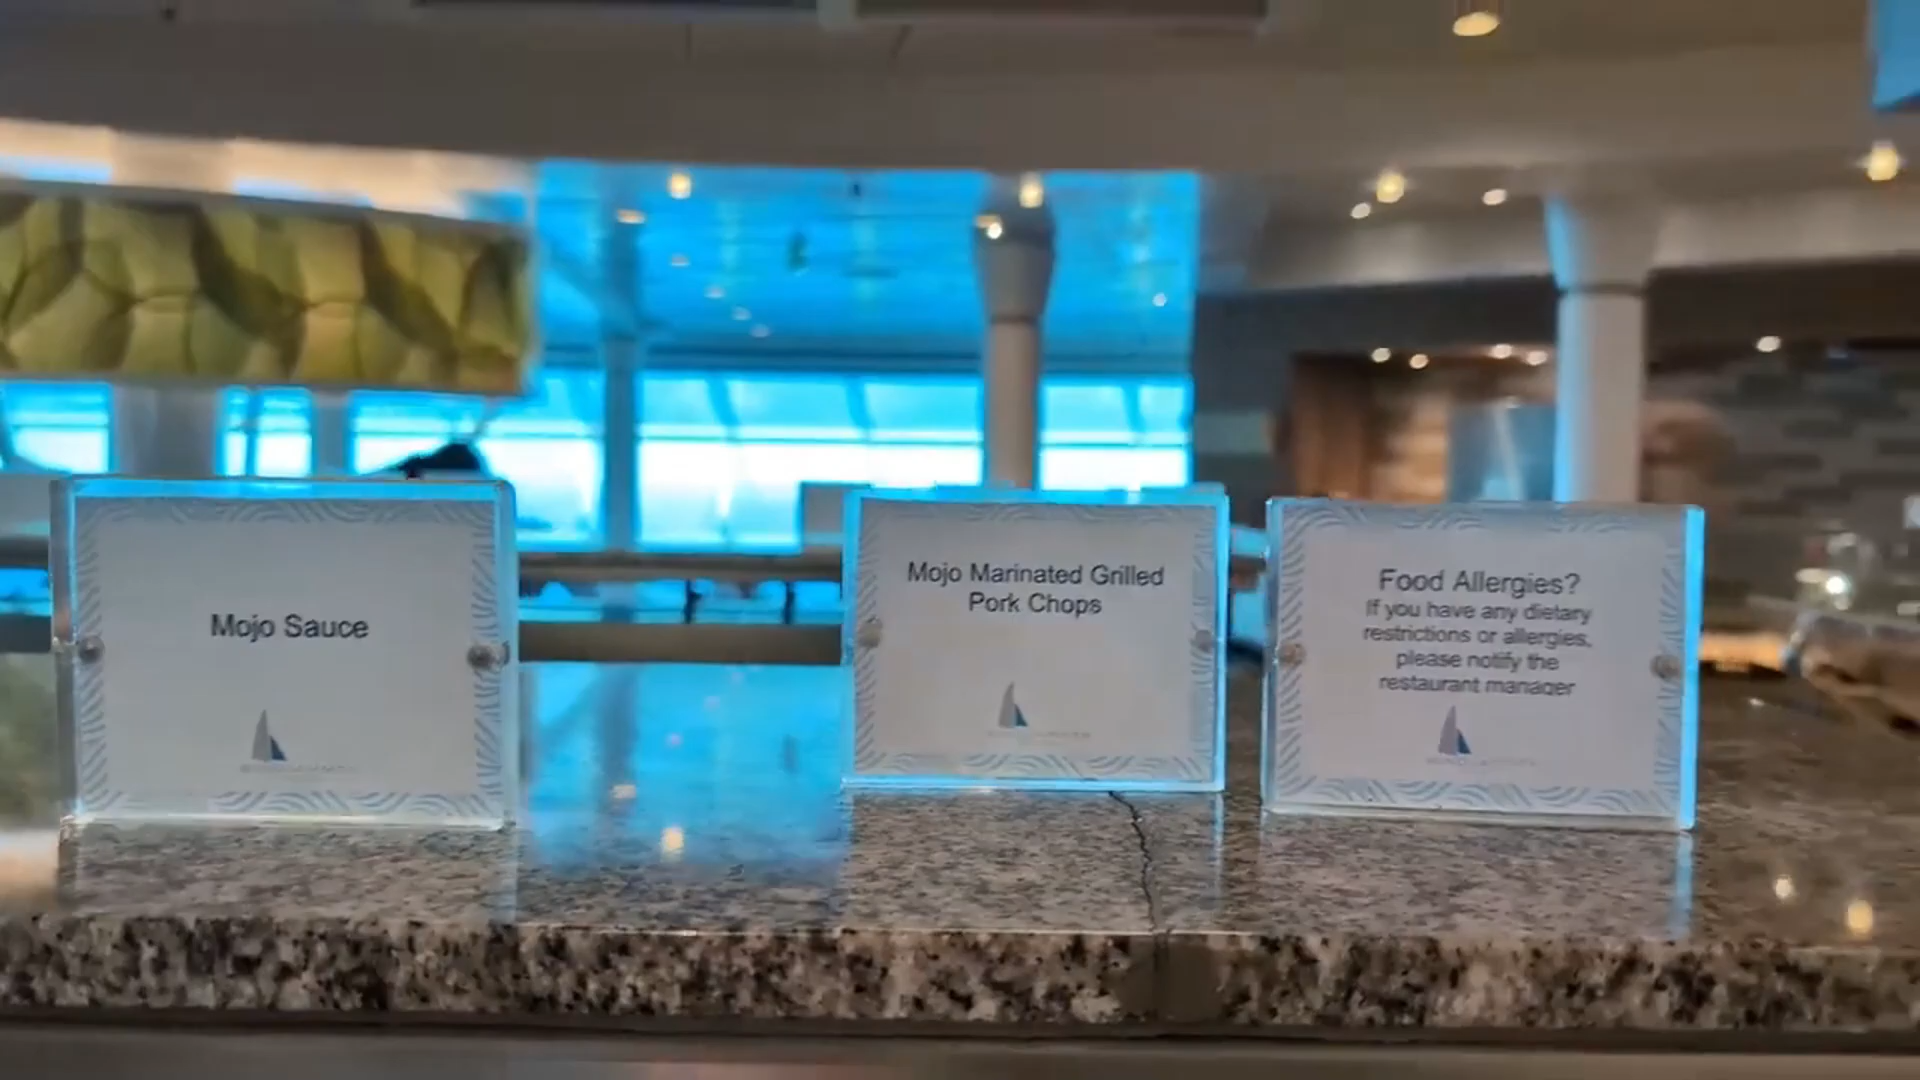 Mojo Sauce
Mojo Marinated Grilled
Pork Chops
Food Allergies?
If you have any dietary
restrictions or allergies,
please notify the
restaurant manager